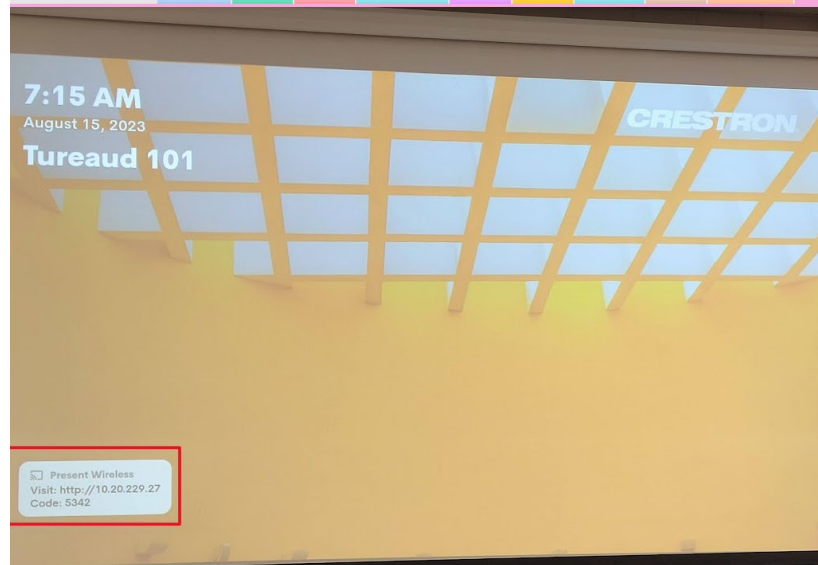 7:15 AM
August 15, 2023
Tureaud 101
CRESTRON
Present Wireless
Visit: http://10.20.229.27
Code: 5342